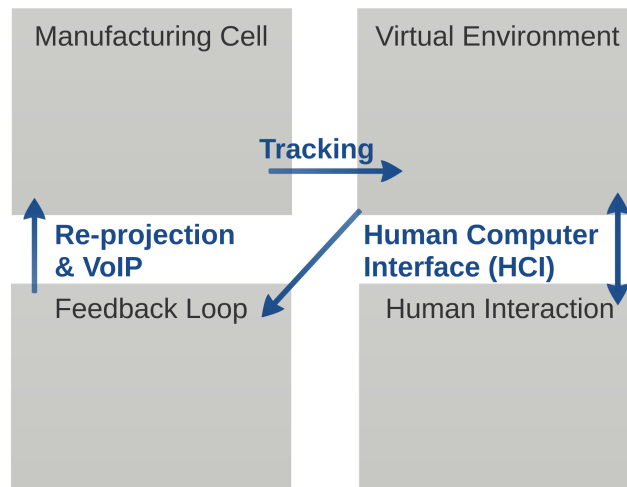 Manufacturing Cell
Virtual Environment
Tracking
Re-projection
& VoIP
Human Computer
Interface (HCI)
Feedback Loop
Human Interaction